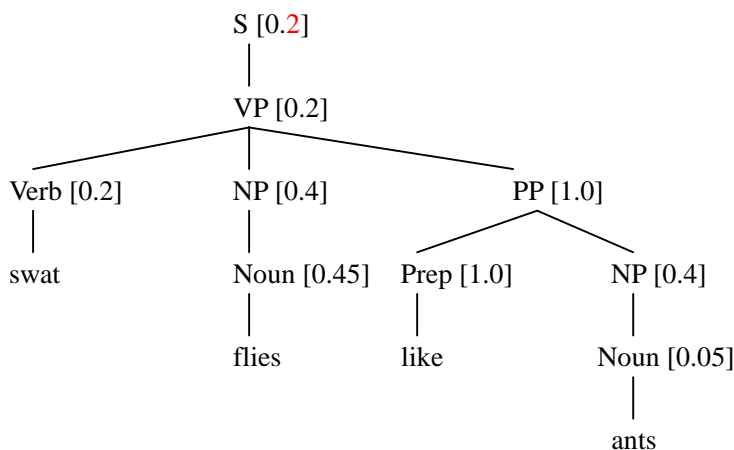 S [0.2]
VP [0.2]
Verb [0.2] NP [0.4] PP [1.0]
swat Noun [0.45] Prep [1.0] NP [0.4]
flies like Noun [0.05]
ants